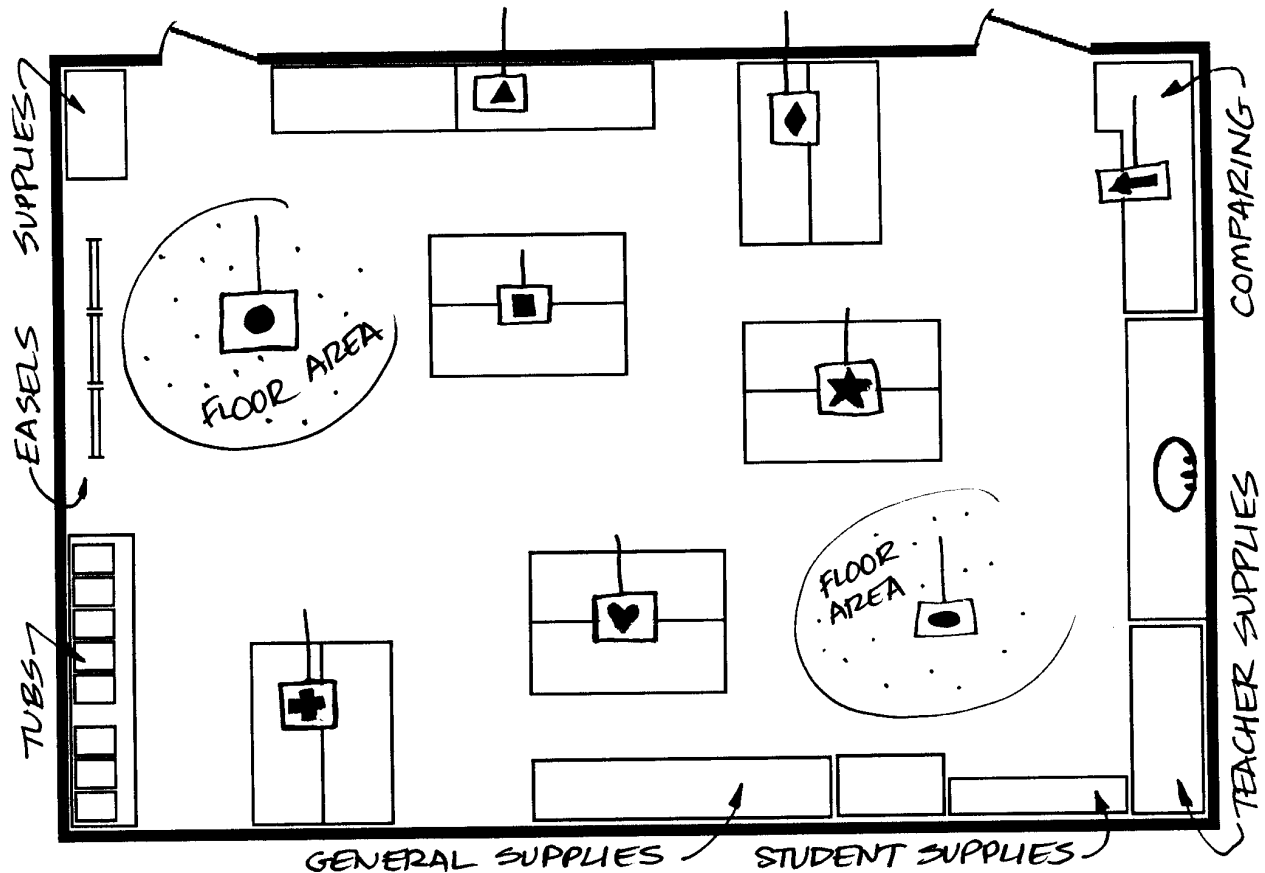 SUPPLIES
EASELS
TUBS
FLOOR AREA
FLOOR
AREA
COMPARING
TEACHER SUPPLIES
GENERAL SUPPLIES
STUDENT SUPPLIES